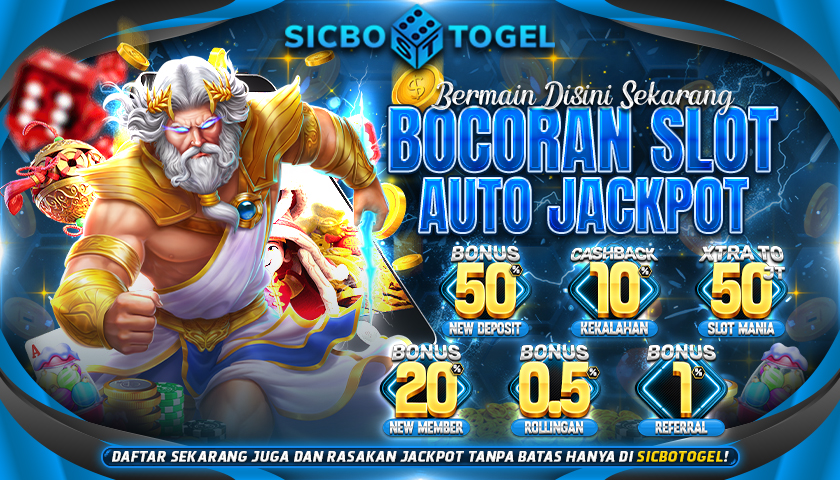 SICBO ST TOGEL
Bermain Disini Sekarang
BOCORAN SLOT
AUTO JACKPOT
BONUS
50%
NEW DEPOSIT
CASHBACK
10%
KEKALAHAN
XTRA TO
50%
SLOT MANIA
BONUS
20%
NEW MEMBER
BONUS
0.5%
ROLLINGAN
BONUS
1%
REFERRAL
A
DAFTAR SEKARANG JUGA DAN RASAKAN JACKPOT TANPA BATAS HANYA DI SICBOTOGEL!